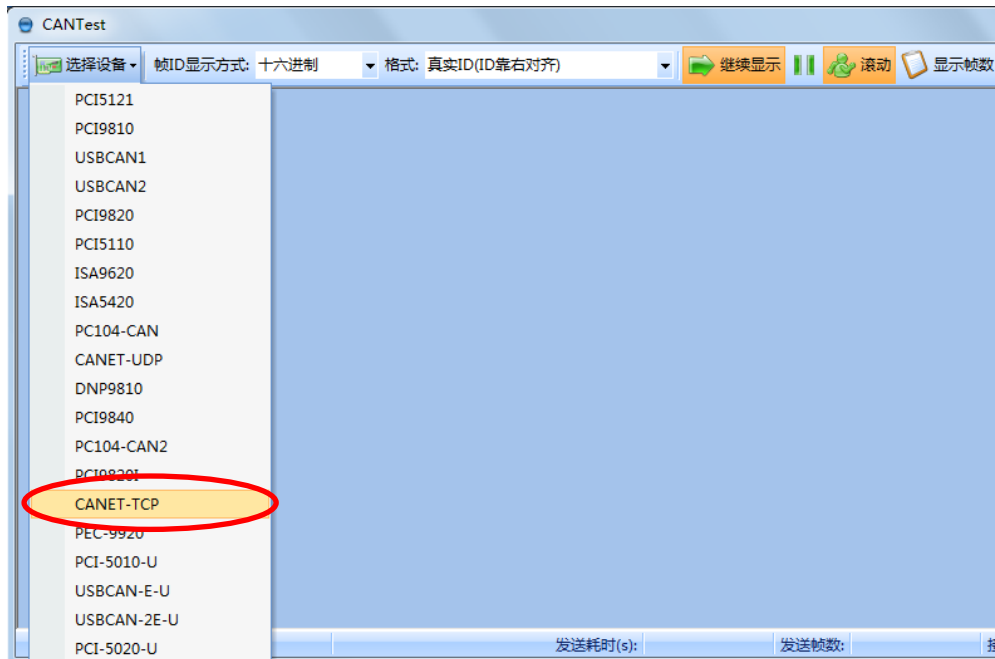 CANTest
选择设备 帧ID显示方式: 十六进制 格式: 真实ID(ID靠右对齐) 继续显示 滚动 显示帧数
PCI5121
PCI9810
USBCAN1
USBCAN2
PCI9820
PCI5110
ISA9620
ISA5420
PC104-CAN
CANET-UDP
DNP9810
PCI9840
PC104-CAN2
PCI9820I
CANET-TCP
PEC-9920
PCI-5010-U
USBCAN-E-U
USBCAN-2E-U
PCI-5020-U
发送耗时(s): 发送帧数: